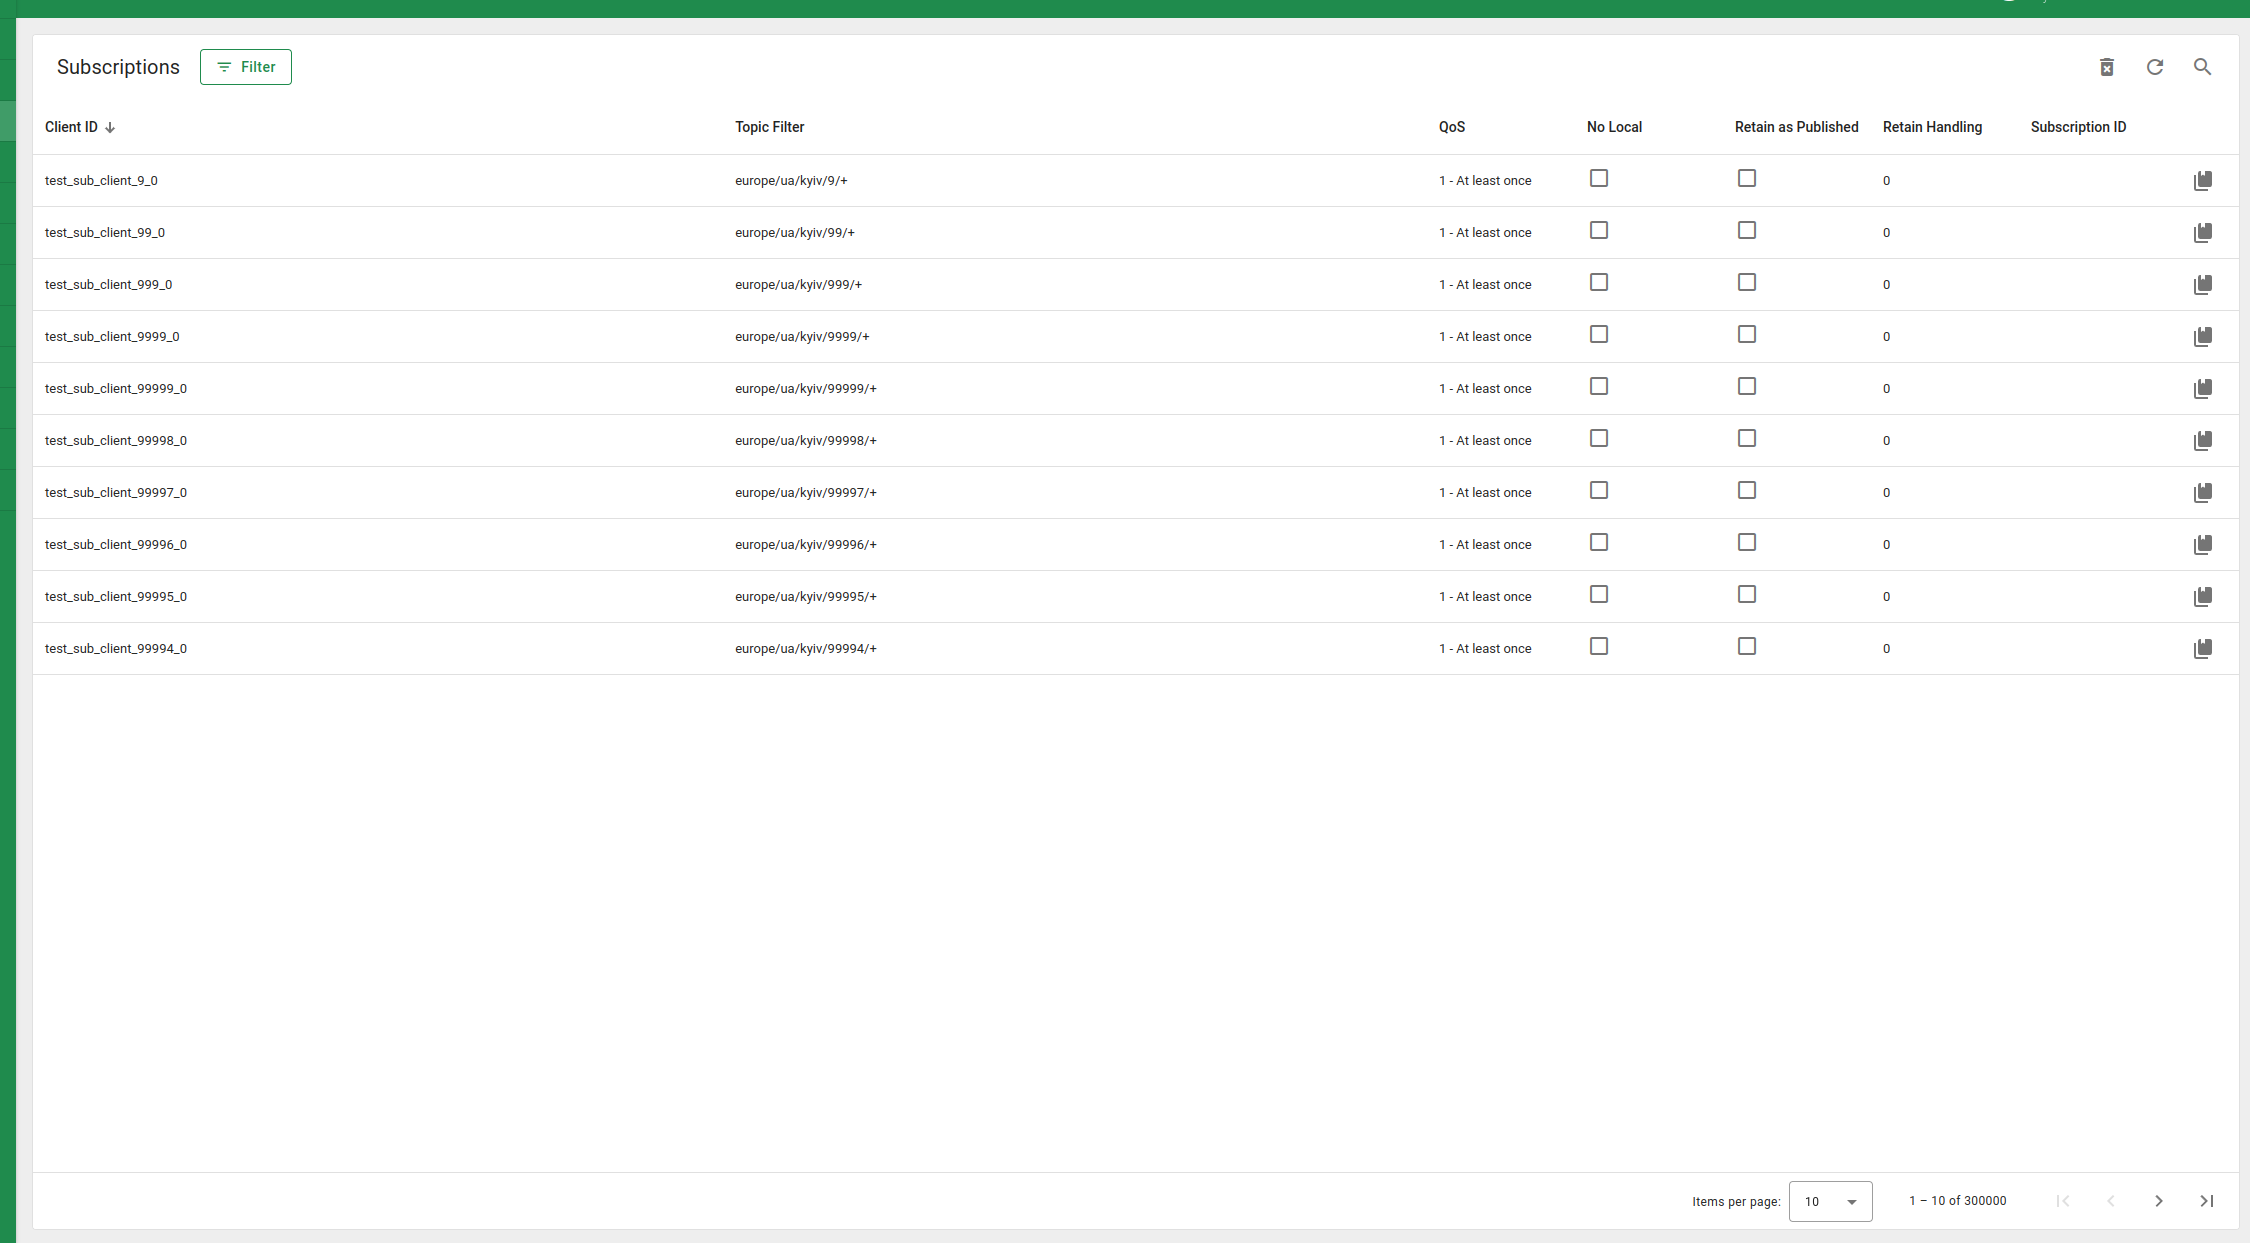 Subscriptions Filter
Client ID Topic Filter QoS No Local Retain as Published Retain Handling Subscription ID
test_sub_client_9_0 europe/ua/kyiv/9/+ 1 - At least once 0
test_sub_client_99_0 europe/ua/kyiv/99/+ 1 - At least once 0
test_sub_client_999_0 europe/ua/kyiv/999/+ 1 - At least once 0
test_sub_client_9999_0 europe/ua/kyiv/9999/+ 1 - At least once 0
test_sub_client_99999_0 europe/ua/kyiv/99999/+ 1 - At least once 0
test_sub_client_99998_0 europe/ua/kyiv/99998/+ 1 - At least once 0
test_sub_client_99997_0 europe/ua/kyiv/99997/+ 1 - At least once 0
test_sub_client_99996_0 europe/ua/kyiv/99996/+ 1 - At least once 0
test_sub_client_99995_0 europe/ua/kyiv/99995/+ 1 - At least once 0
test_sub_client_99994_0 europe/ua/kyiv/99994/+ 1 - At least once 0
Items per page: 10 1 – 10 of 300000